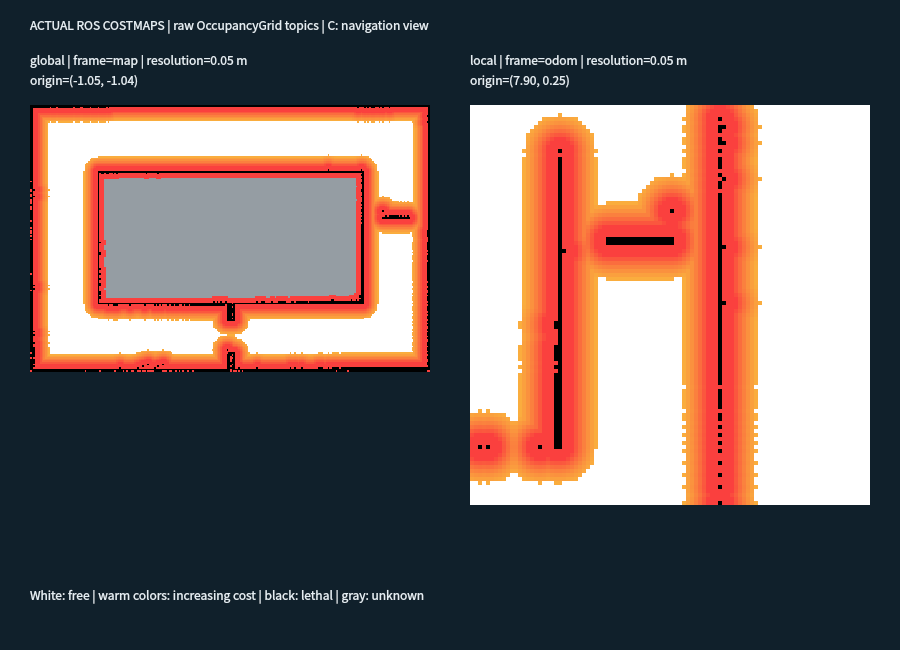 ACTUAL ROS COSTMAPS | raw OccupancyGrid topics | C: navigation view
global | frame=map | resolution=0.05 m
origin=(-1.05, -1.04)
local | frame=odom | resolution=0.05 m
origin=(7.90, 0.25)
White: free | warm colors: increasing cost | black: lethal | gray: unknown